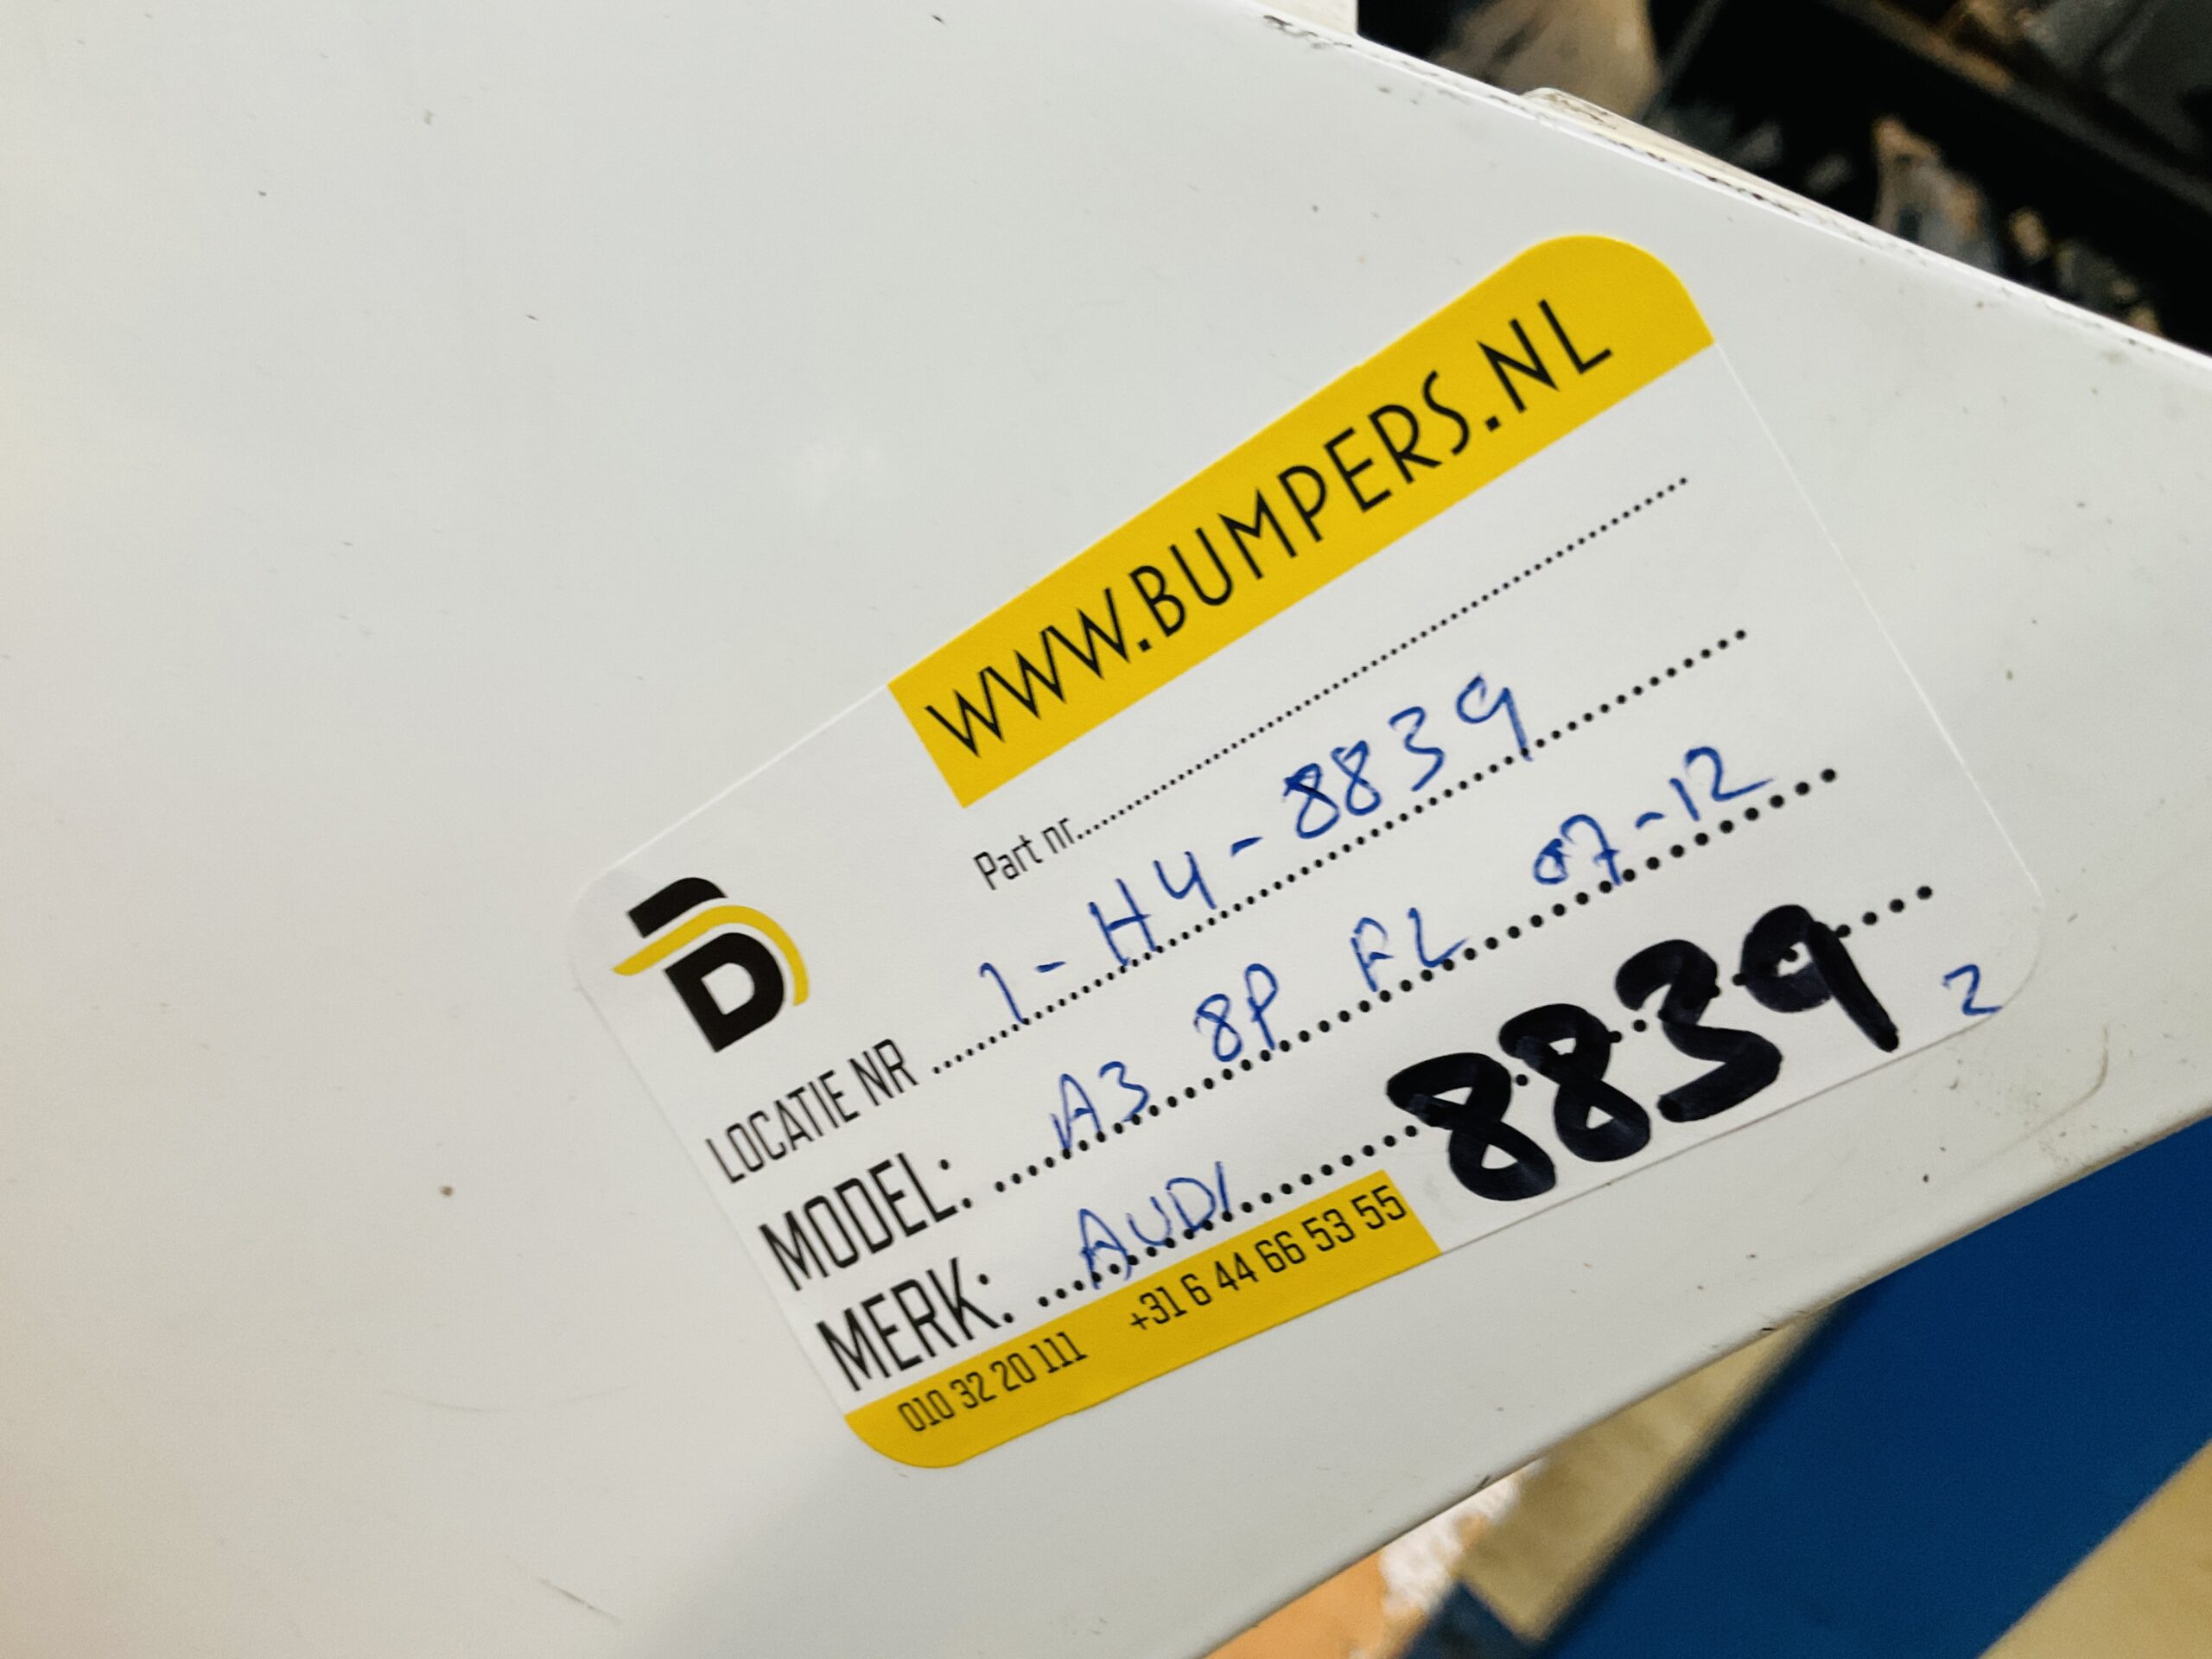 WWW.BUMPERS.NL
Part nr...........
LOCATIE NR ........ 1-H4-8839
MODEL: ........ A3 8P FL 07-12
MERK: ........ AUDI 8839 2
010 32 20 111 +31 6 44 66 53 55